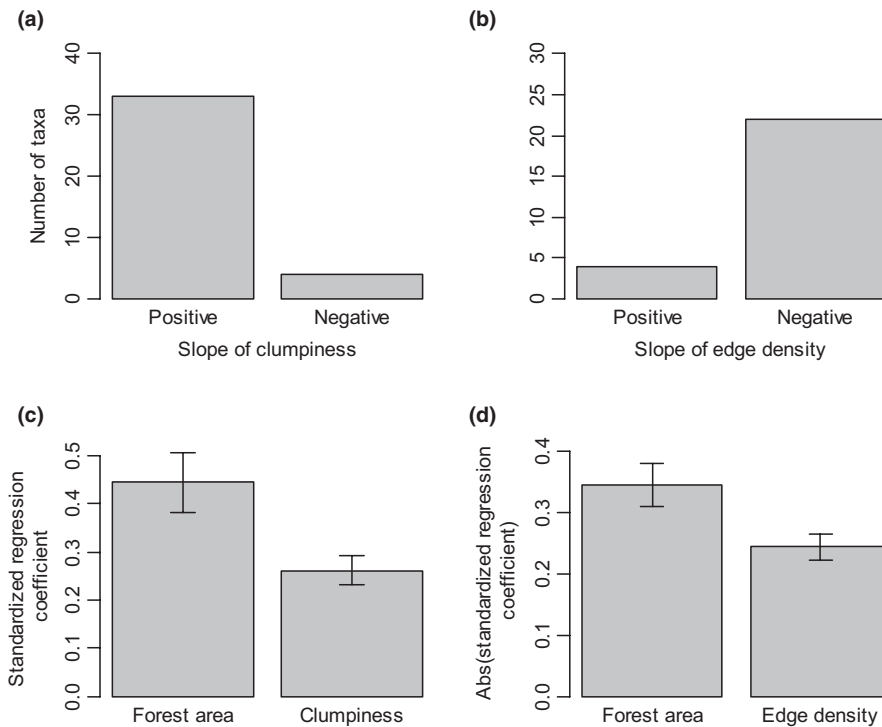 (a)
Number of taxa
40
30
20
10
0
Positive
Negative
Slope of clumpiness
(b)
30
25
20
15
10
5
0
Positive
Negative
Slope of edge density
(c)
Standardized regression
coefficient
0.5
0.4
0.3
0.2
0.1
0.0
Forest area
Clumpiness
(d)
Abs(standardized regression
coefficient)
0.4
0.3
0.2
0.1
0.0
Forest area
Edge density